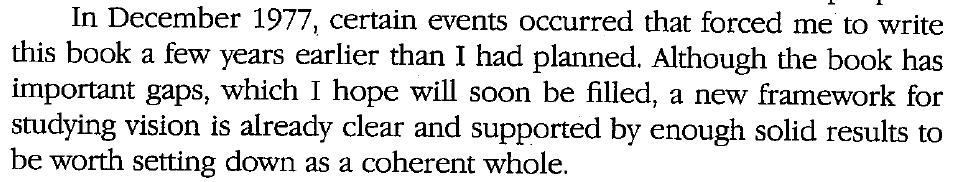 In December 1977, certain events occurred that forced me to write
this book a few years earlier than I had planned. Although the book has
important gaps, which I hope will soon be filled, a new framework for
studying vision is already clear and supported by enough solid results to
be worth setting down as a coherent whole.